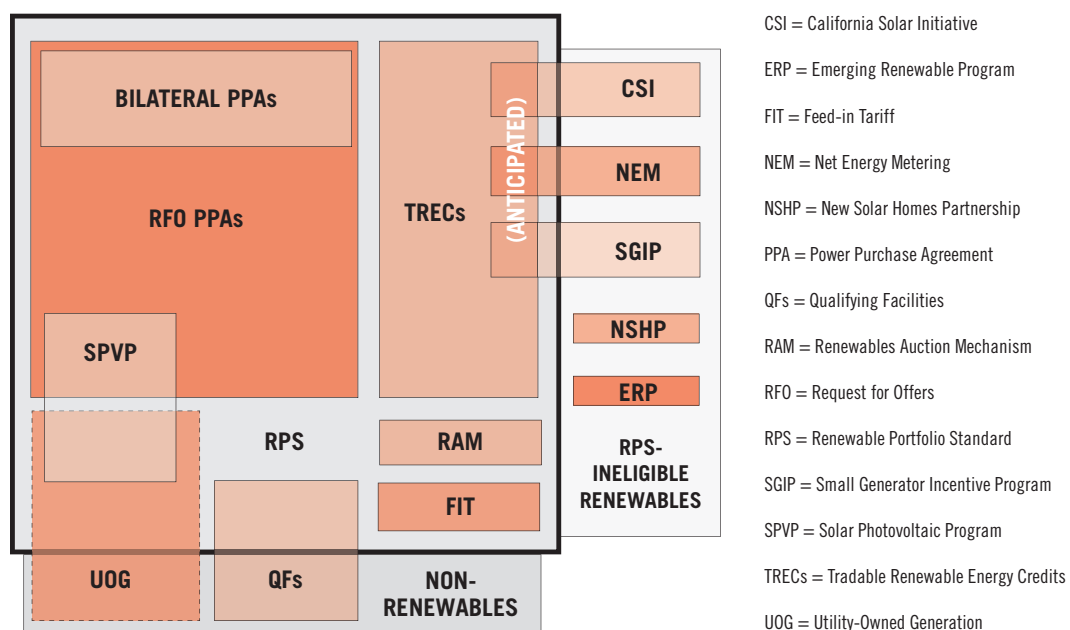 BILATERAL PPAs
RFO PPAs
SPVP
TRECs
(ANTICIPATED)
CSI
NEM
SGIP
NSHP
ERP
RPS-
INELIGIBLE
RENEWABLES
RPS
RAM
FIT
UOG
QFs
NON-
RENEWABLES
CSI = California Solar Initiative
ERP = Emerging Renewable Program
FIT = Feed-in Tariff
NEM = Net Energy Metering
NSHP = New Solar Homes Partnership
PPA = Power Purchase Agreement
QFs = Qualifying Facilities
RAM = Renewables Auction Mechanism
RFO = Request for Offers
RPS = Renewable Portfolio Standard
SGIP = Small Generator Incentive Program
SPVP = Solar Photovoltaic Program
TRECs = Tradable Renewable Energy Credits
UOG = Utility-Owned Generation